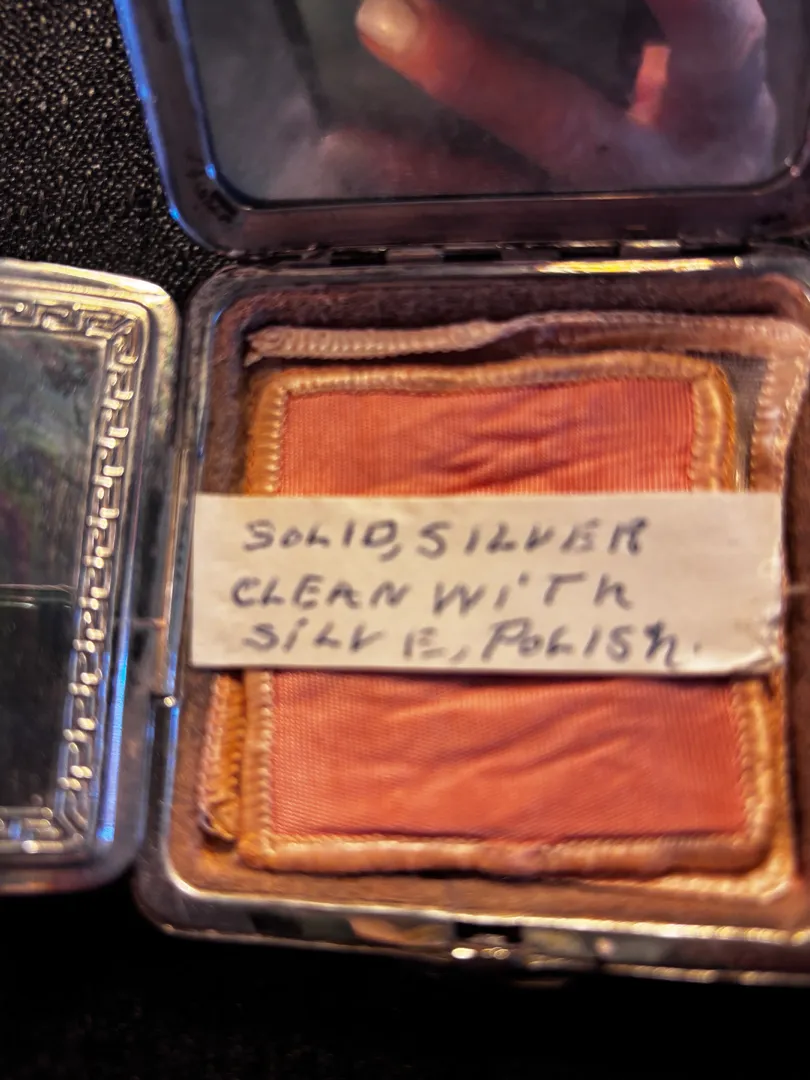 SOLID, SILVER
CLEAN WITH
SILVE, POLISH.